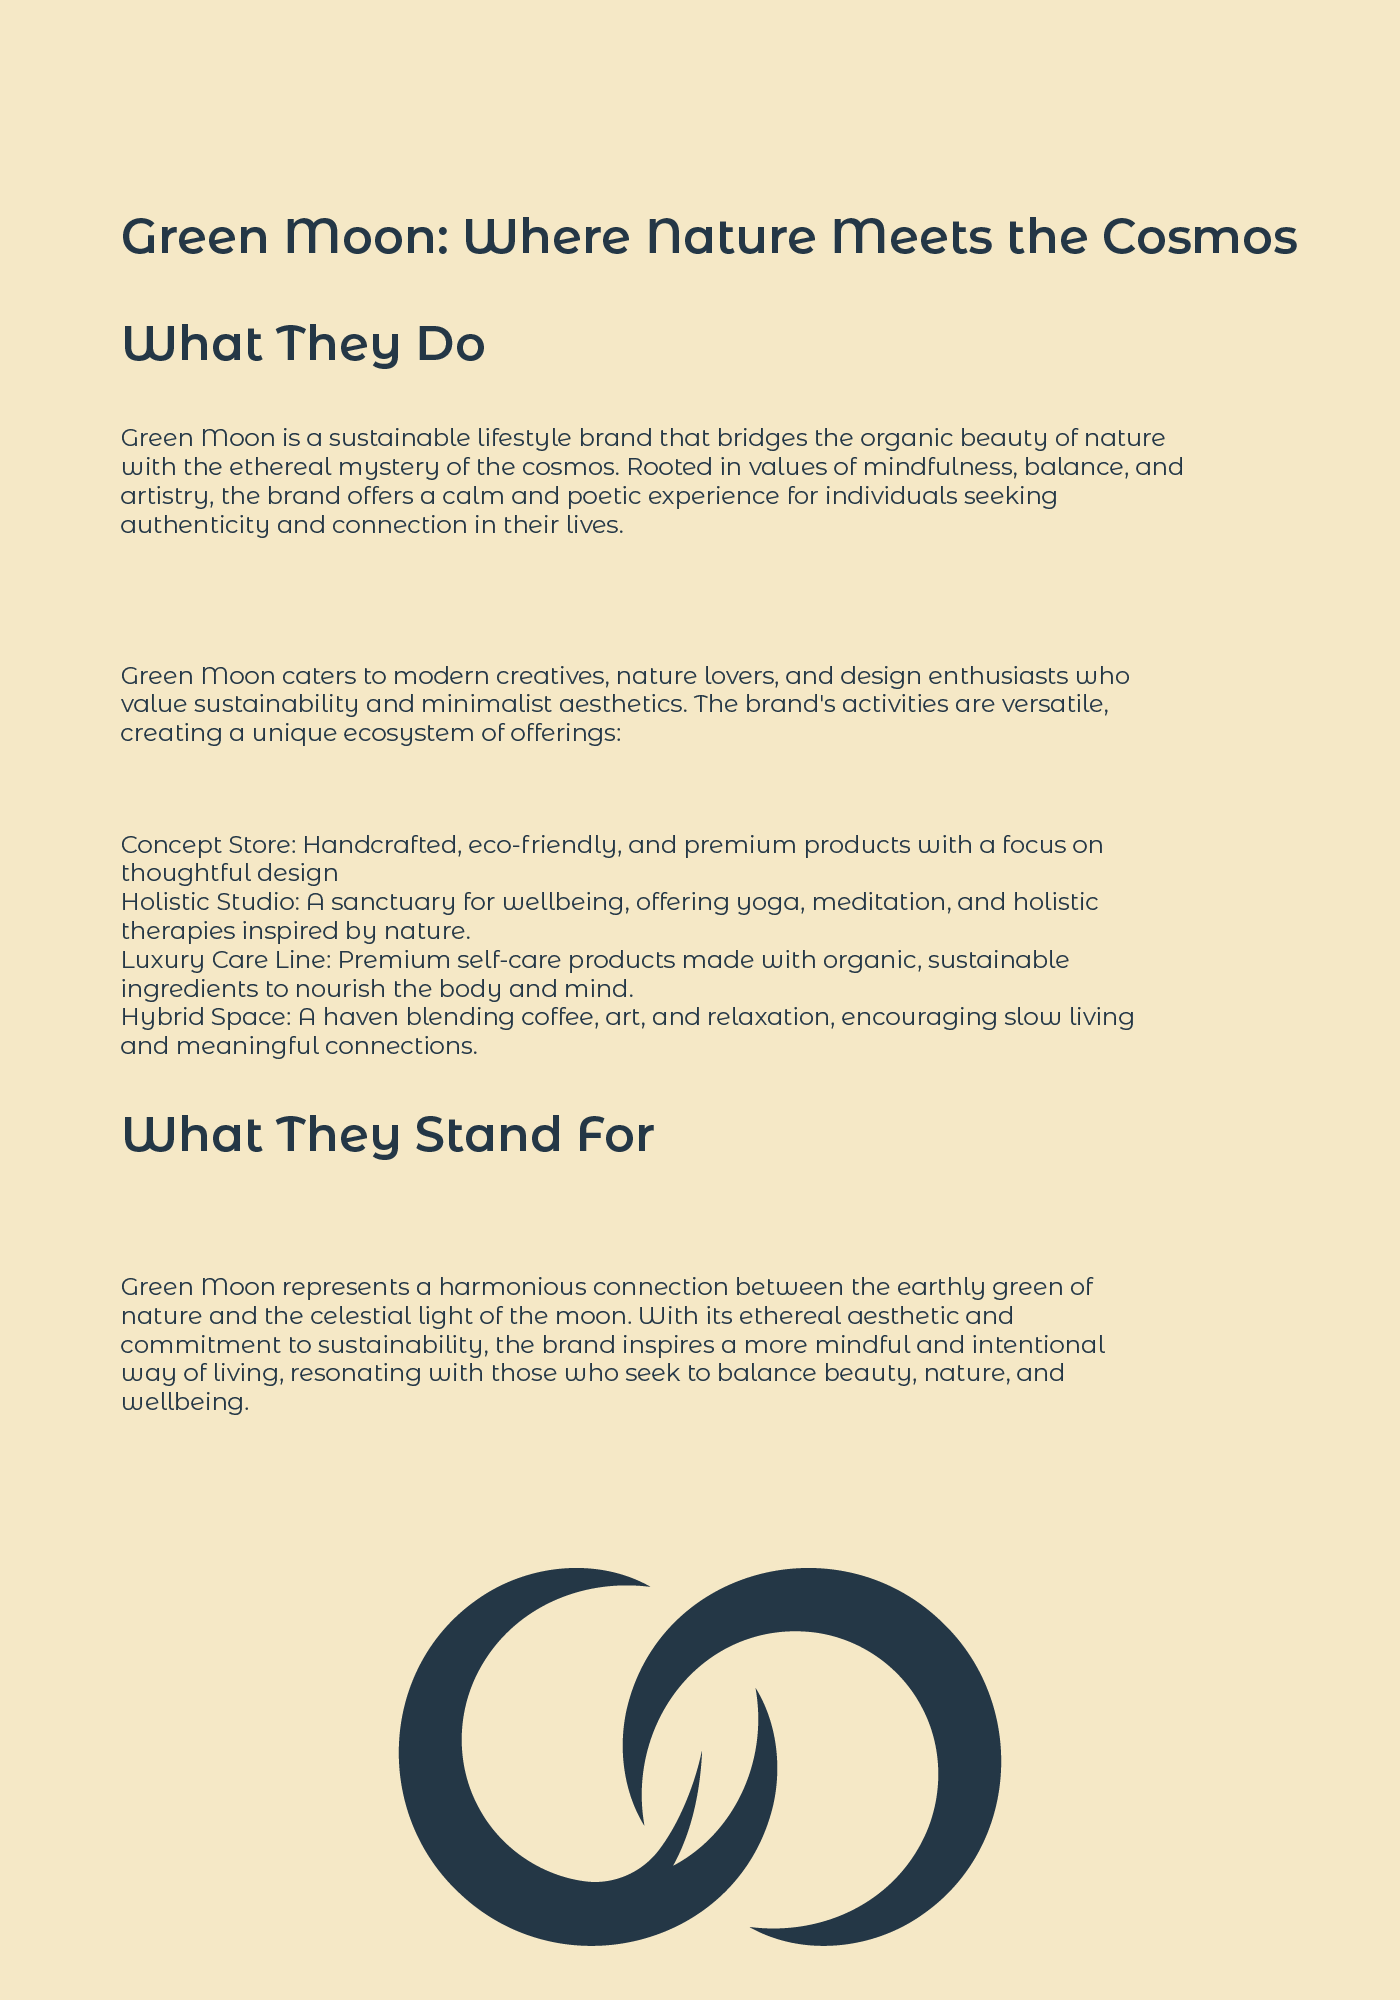 Green Moon: Where Nature Meets the Cosmos
What They Do
Green Moon is a sustainable lifestyle brand that bridges the organic beauty of nature
with the ethereal mystery of the cosmos. Rooted in values of mindfulness, balance, and
artistry, the brand offers a calm and poetic experience for individuals seeking
authenticity and connection in their lives.
Green Moon caters to modern creatives, nature lovers, and design enthusiasts who
value sustainability and minimalist aesthetics. The brand's activities are versatile,
creating a unique ecosystem of offerings:
Concept Store: Handcrafted, eco-friendly, and premium products with a focus on
thoughtful design
Holistic Studio: A sanctuary for wellbeing, offering yoga, meditation, and holistic
therapies inspired by nature.
Luxury Care Line: Premium self-care products made with organic, sustainable
ingredients to nourish the body and mind.
Hybrid Space: A haven blending coffee, art, and relaxation, encouraging slow living
and meaningful connections.
What They Stand For
Green Moon represents a harmonious connection between the earthly green of
nature and the celestial light of the moon. With its ethereal aesthetic and
commitment to sustainability, the brand inspires a more mindful and intentional
way of living, resonating with those who seek to balance beauty, nature, and
wellbeing.